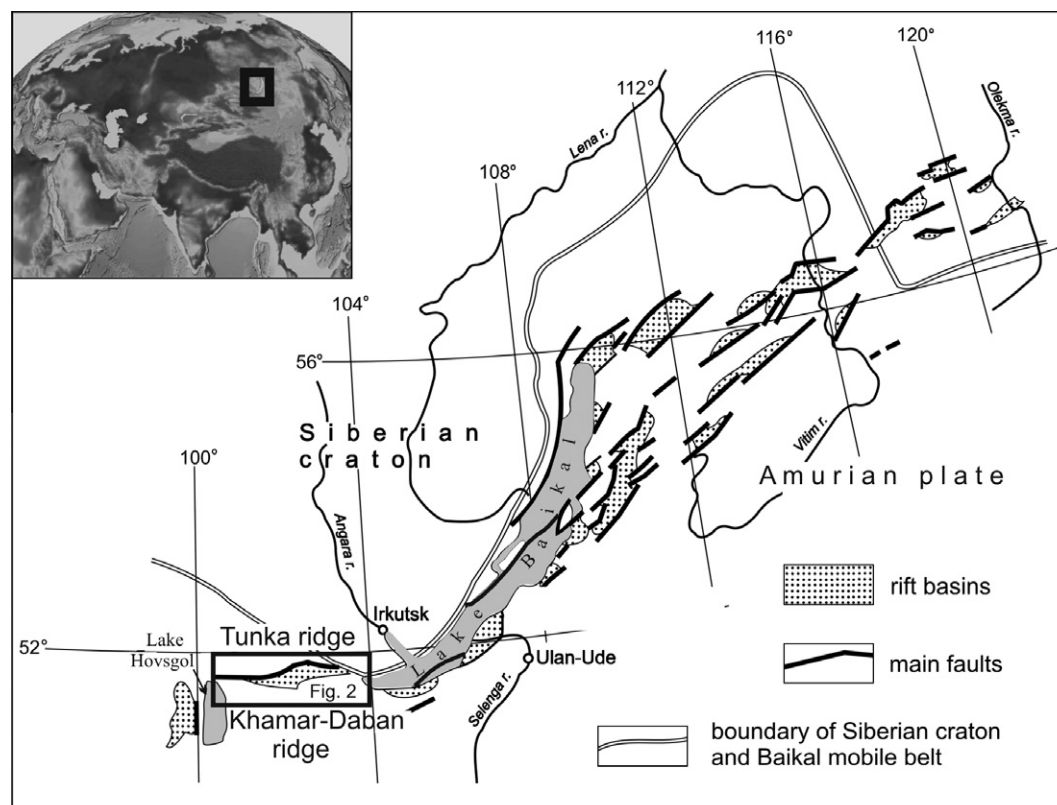 120°
116°
112°
108°
104°
100°
56°
52°
Olekma r.
Lena r.
Vitim r.
Angara r.
Selenga r.
Siberian
craton
Amurian plate
Lake Baikal
Irkutsk
Ulan-Ude
Lake
Hovsgol
Tunka ridge
Fig. 2
Khamar-Daban
ridge
rift basins
main faults
boundary of Siberian craton
and Baikal mobile belt